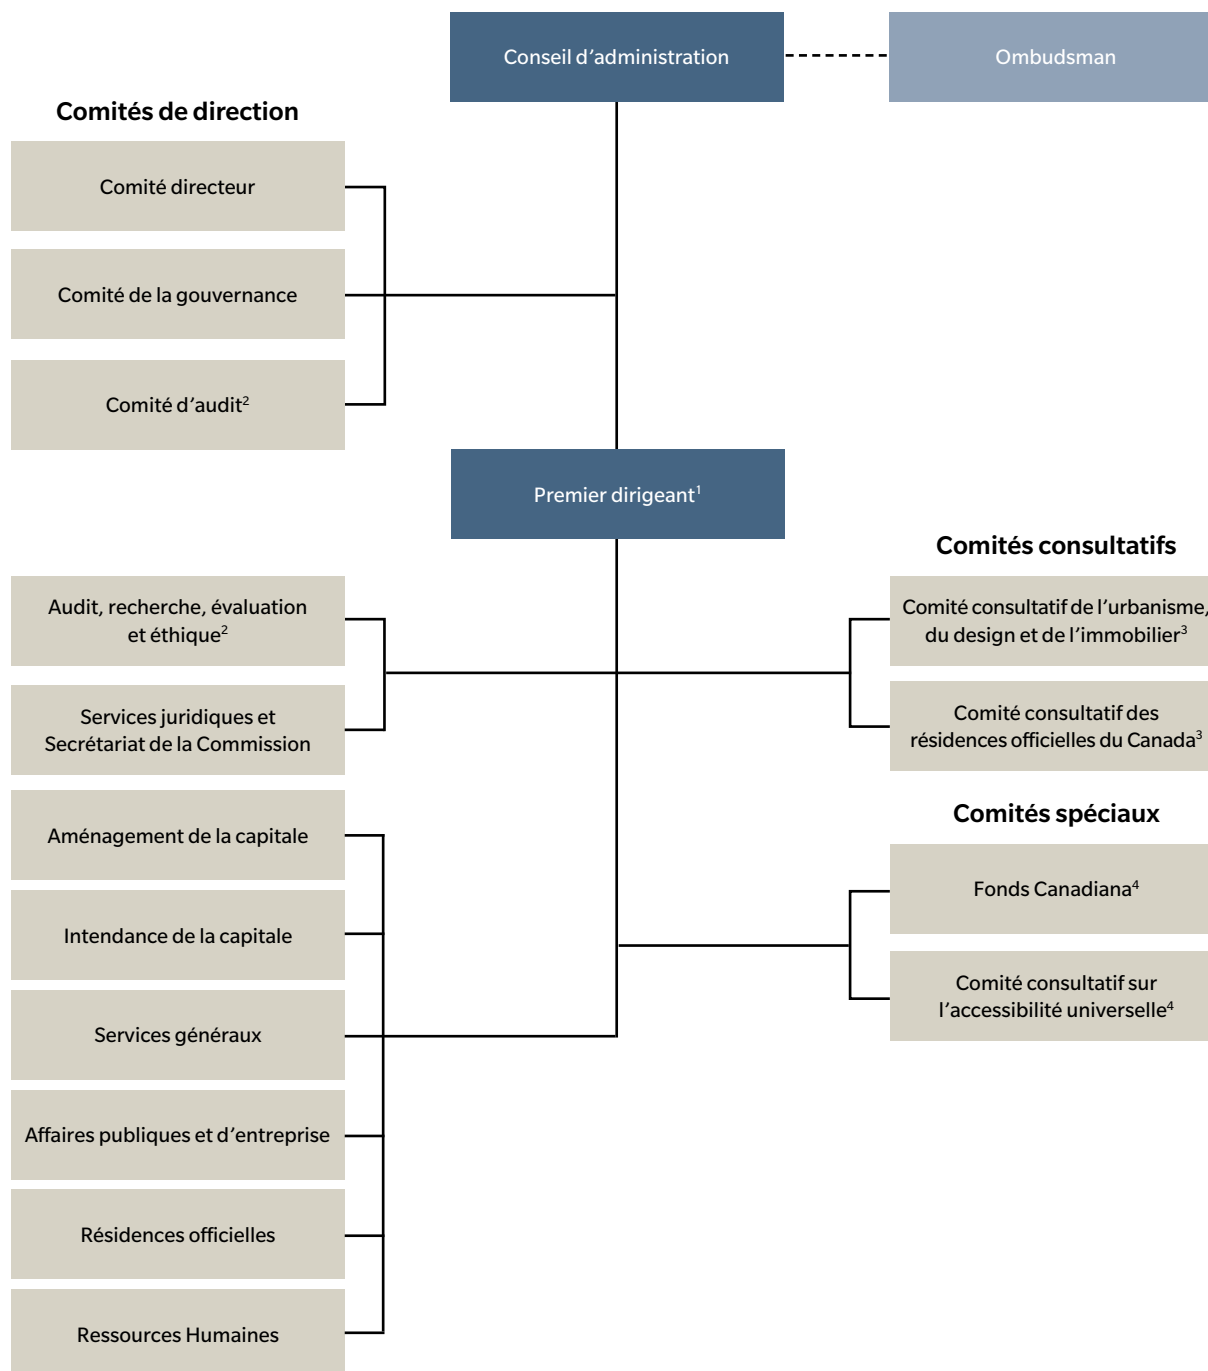 Conseil d’administration
Ombudsman
Comités de direction
Comité directeur
Comité de la gouvernance
Comité d’audit²
Premier dirigeant¹
Comités consultatifs
Audit, recherche, évaluation
et éthique²
Comité consultatif de l’urbanisme,
du design et de l’immobilier³
Services juridiques et
Secrétariat de la Commission
Comité consultatif des
résidences officielles du Canada³
Comités spéciaux
Aménagement de la capitale
Fonds Canadiana⁴
Intendance de la capitale
Comité consultatif sur
l’accessibilité universelle⁴
Services généraux
Affaires publiques et d’entreprise
Résidences officielles
Ressources Humaines